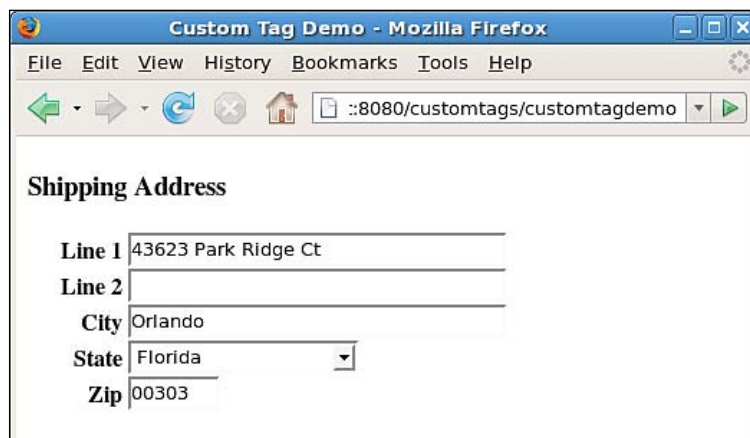 Custom Tag Demo - Mozilla Firefox
File Edit View History Bookmarks Tools Help
::8080/customtags/customtagdemo
Shipping Address
Line 1 43623 Park Ridge Ct
Line 2
City Orlando
State Florida
Zip 00303